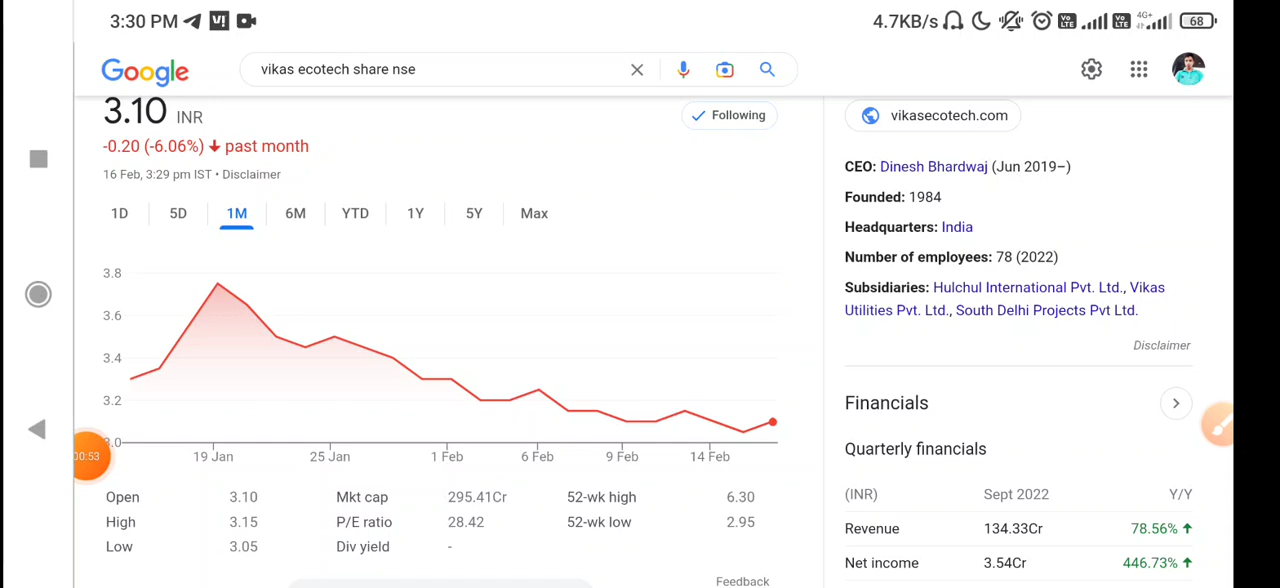 3:30 PM
4.7KB/s
Vo LTE
Vo LTE
4G+
68
Google
vikas ecotech share nse
3.10 INR
Following
-0.20 (-6.06%) past month
16 Feb, 3:29 pm IST • Disclaimer
1D 5D 1M 6M YTD 1Y 5Y Max
3.8
3.6
3.4
3.2
3.0
00:53
19 Jan 25 Jan 1 Feb 6 Feb 9 Feb 14 Feb
Open 3.10 Mkt cap 295.41Cr 52-wk high 6.30
High 3.15 P/E ratio 28.42 52-wk low 2.95
Low 3.05 Div yield -
Feedback
vikasecotech.com
CEO: Dinesh Bhardwaj (Jun 2019–)
Founded: 1984
Headquarters: India
Number of employees: 78 (2022)
Subsidiaries: Hulchul International Pvt. Ltd., Vikas
Utilities Pvt. Ltd., South Delhi Projects Pvt Ltd.
Disclaimer
Financials
Quarterly financials
(INR) Sept 2022 Y/Y
Revenue 134.33Cr 78.56%
Net income 3.54Cr 446.73%